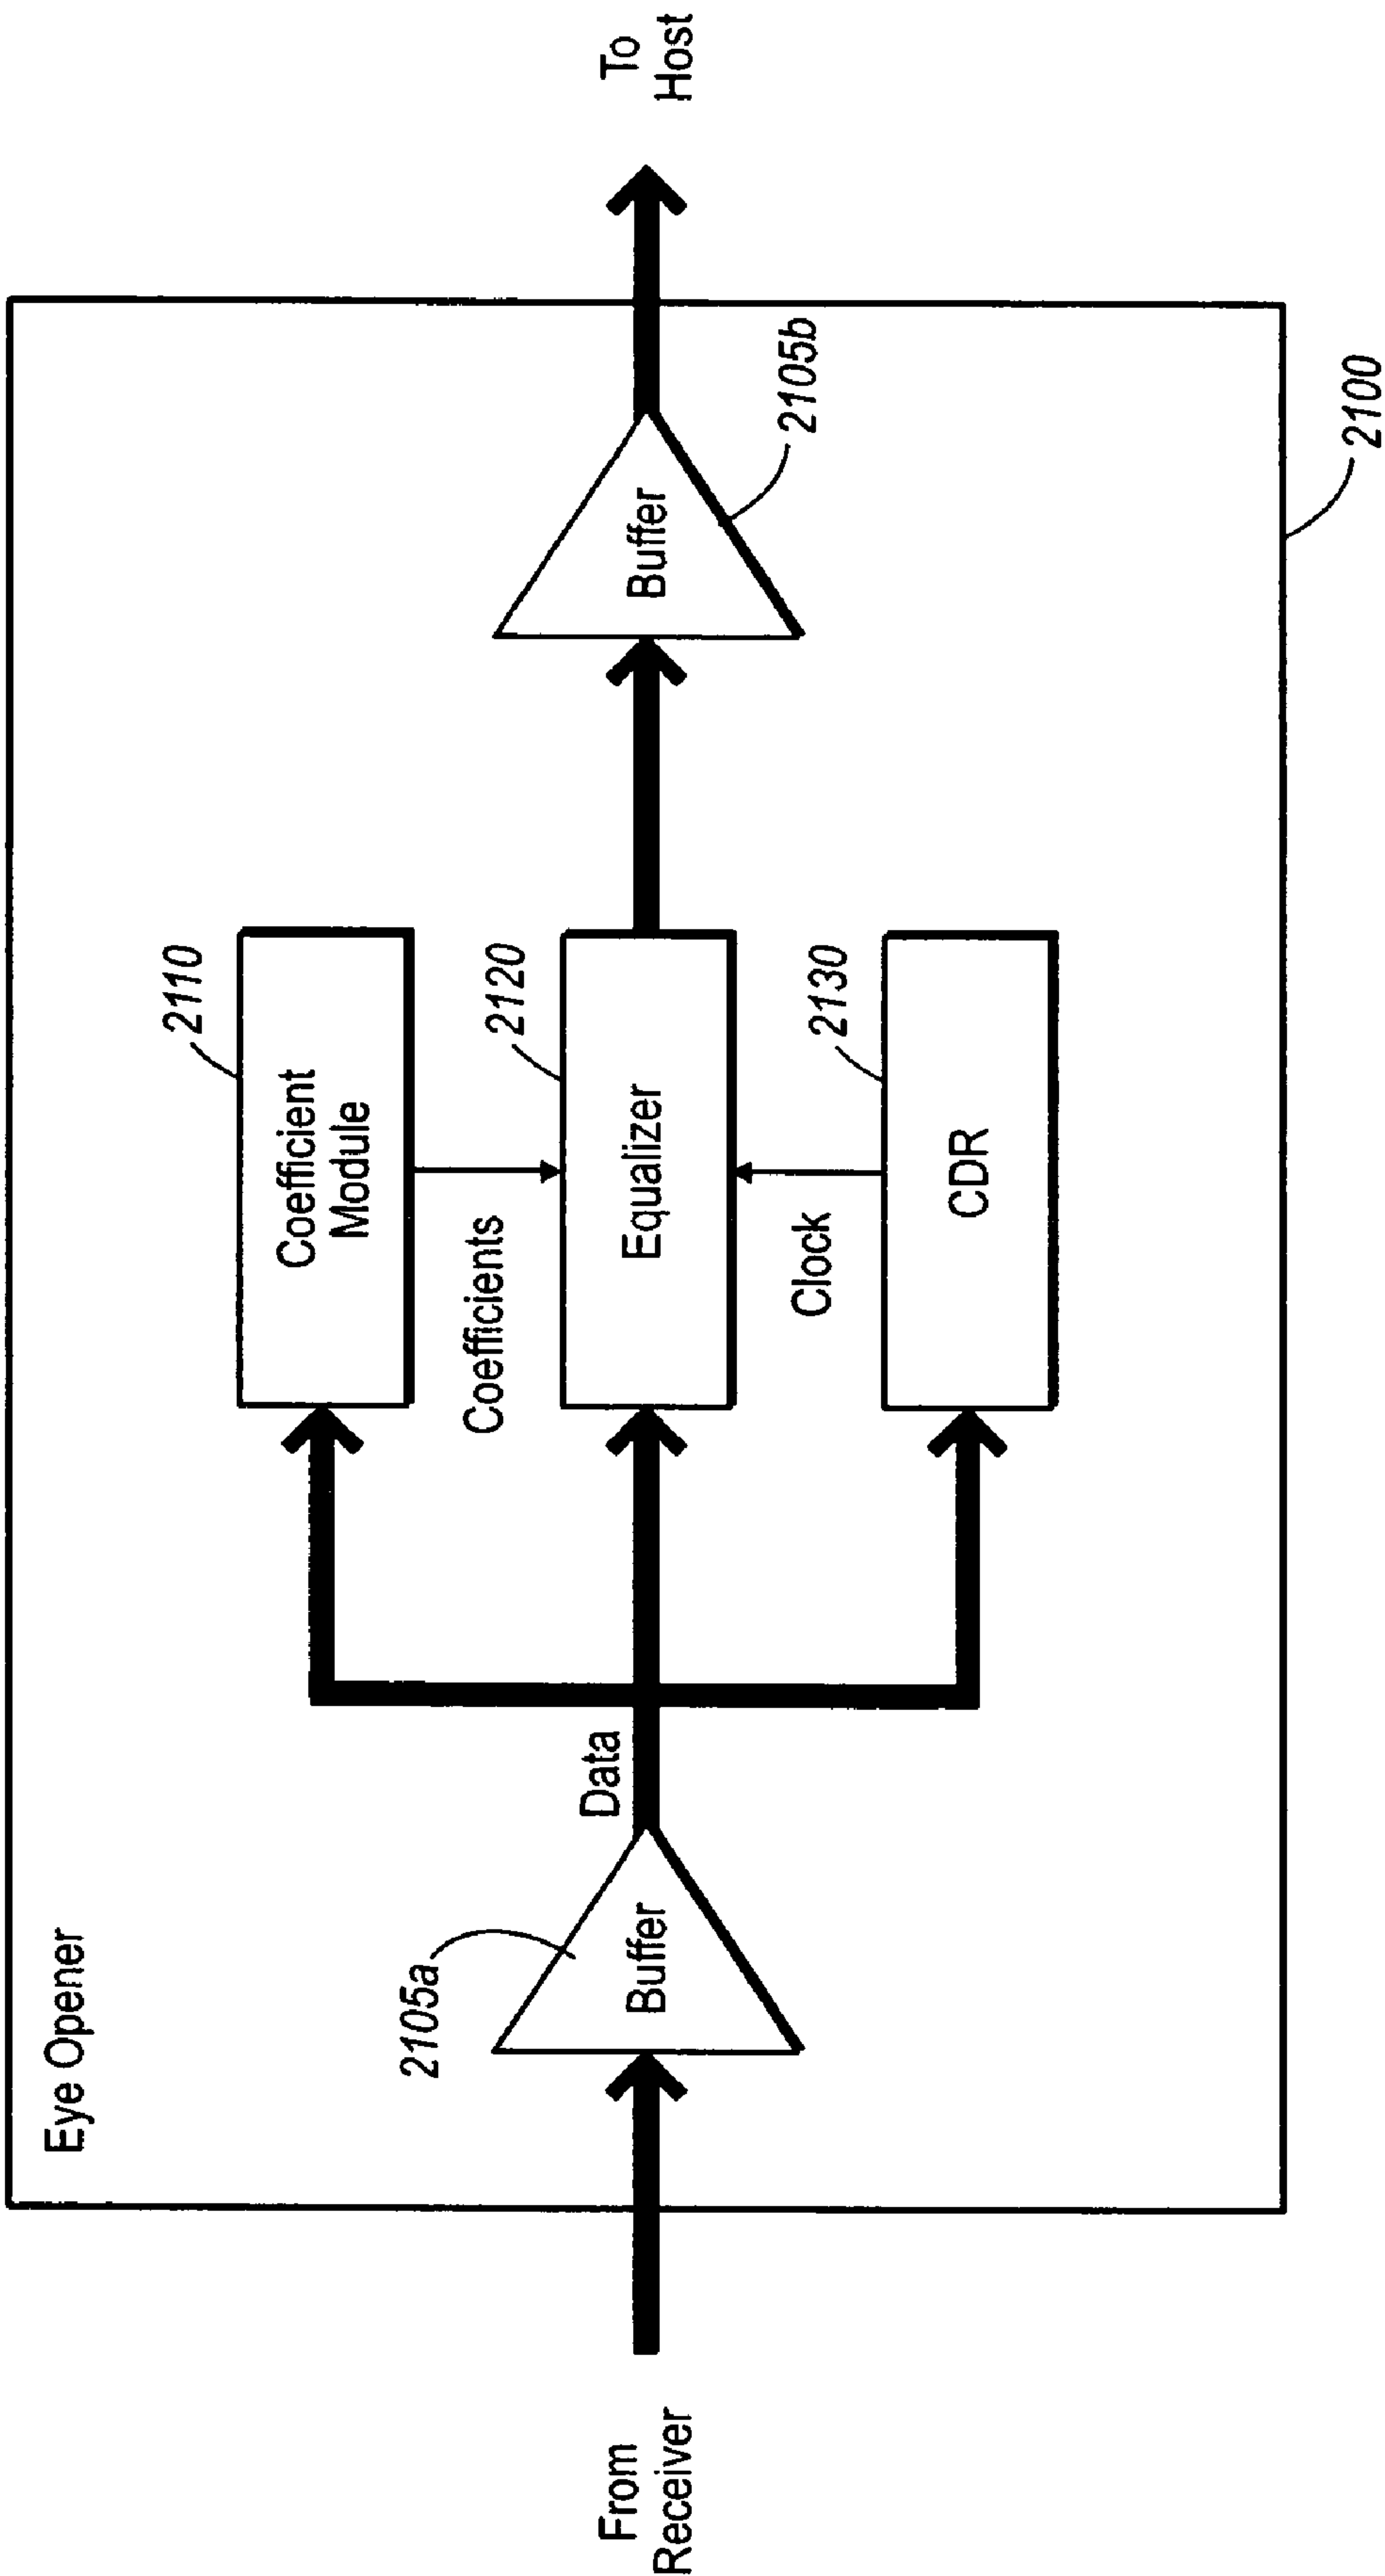 Eye Opener
From
Receiver
2105a
Buffer
Data
2110
Coefficient
Module
Coefficients
2120
Equalizer
Clock
2130
CDR
Buffer
2105b
To
Host
2100